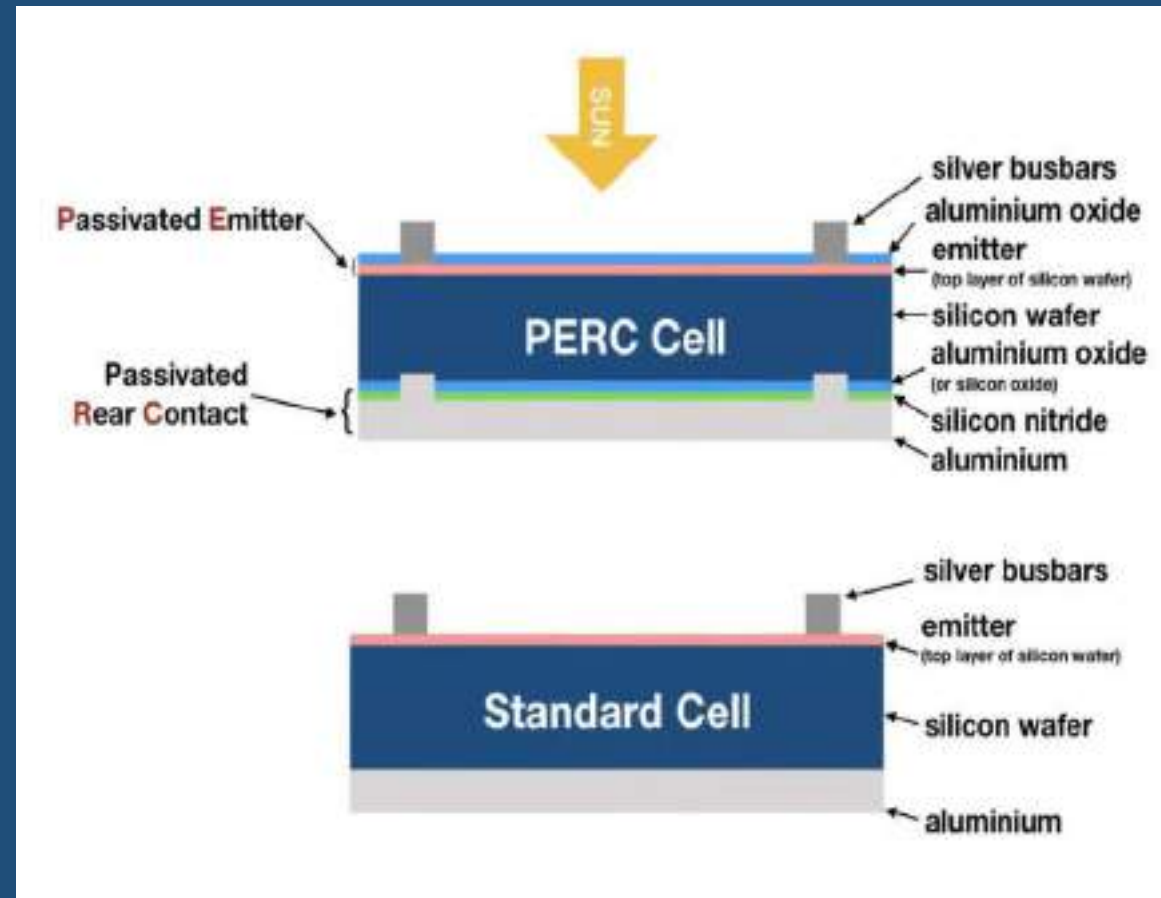 SUN
silver busbars
aluminium oxide
Passivated Emitter
emitter
(top layer of silicon wafer)
silicon wafer
PERC Cell
aluminium oxide
(or silicon oxide)
Passivated
Rear Contact
silicon nitride
aluminium
silver busbars
emitter
(top layer of silicon wafer)
Standard Cell
silicon wafer
aluminium